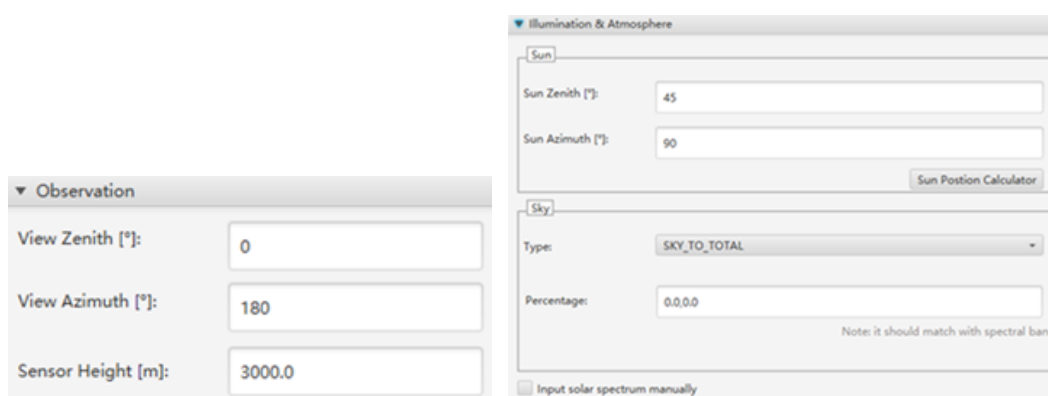 ▼ Observation
View Zenith [°]:
0
View Azimuth [°]:
180
Sensor Height [m]:
3000.0
▼ Illumination & Atmosphere
Sun
Sun Zenith [°]:
45
Sun Azimuth [°]:
90
Sun Postion Calculator
Sky
Type:
SKY_TO_TOTAL
Percentage:
0.0,0.0
Note: it should match with spectral ban
Input solar spectrum manually